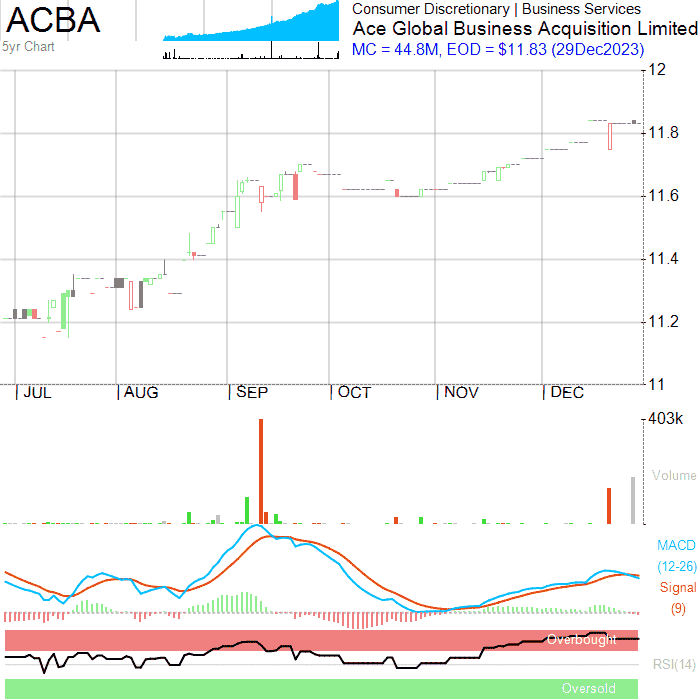 ACBA
5yr Chart
Consumer Discretionary | Business Services
Ace Global Business Acquisition Limited
MC = 44.8M, EOD = $11.83 (29Dec2023)
12
11.8
11.6
11.4
11.2
11
JUL AUG SEP OCT NOV DEC
403k
Volume
MACD
(12-26)
Signal
(9)
Overbought
RSI(14)
Oversold